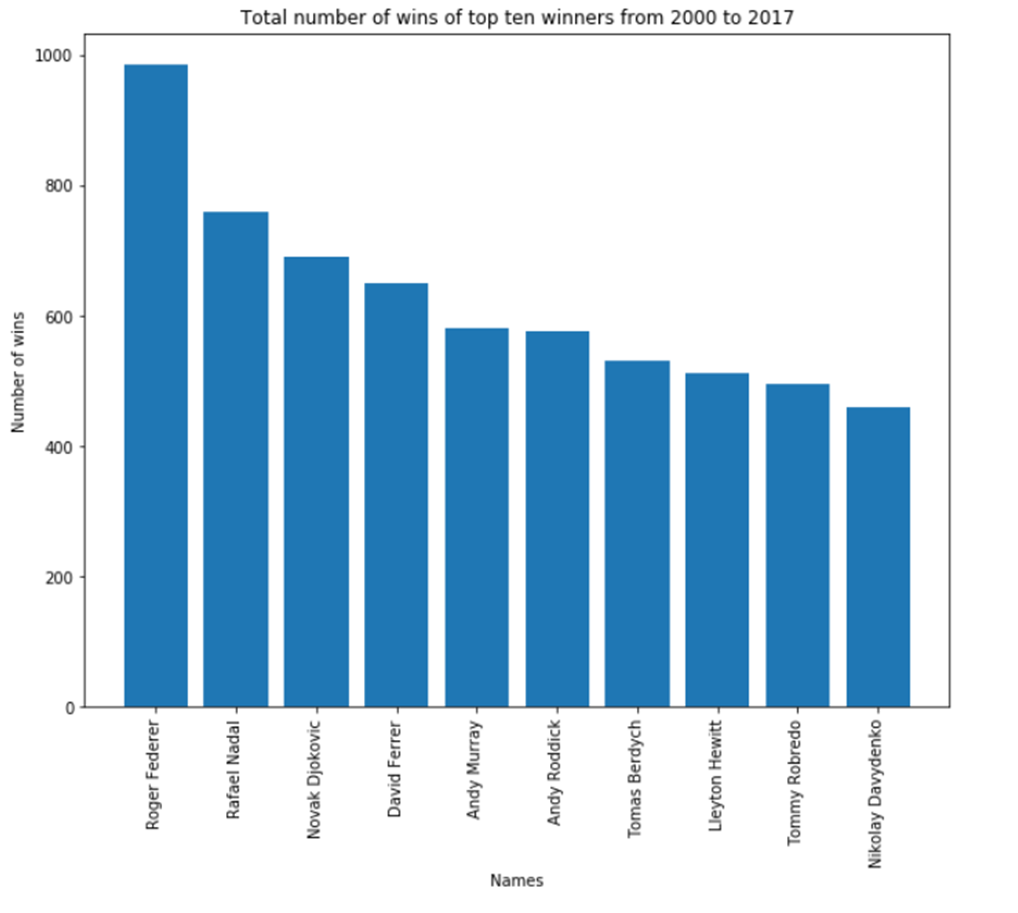 Total number of wins of top ten winners from 2000 to 2017
1000
800
600
400
200
0
Number of wins
Roger Federer
Rafael Nadal
Novak Djokovic
David Ferrer
Andy Murray
Andy Roddick
Tomas Berdych
Lleyton Hewitt
Tommy Robredo
Nikolay Davydenko
Names